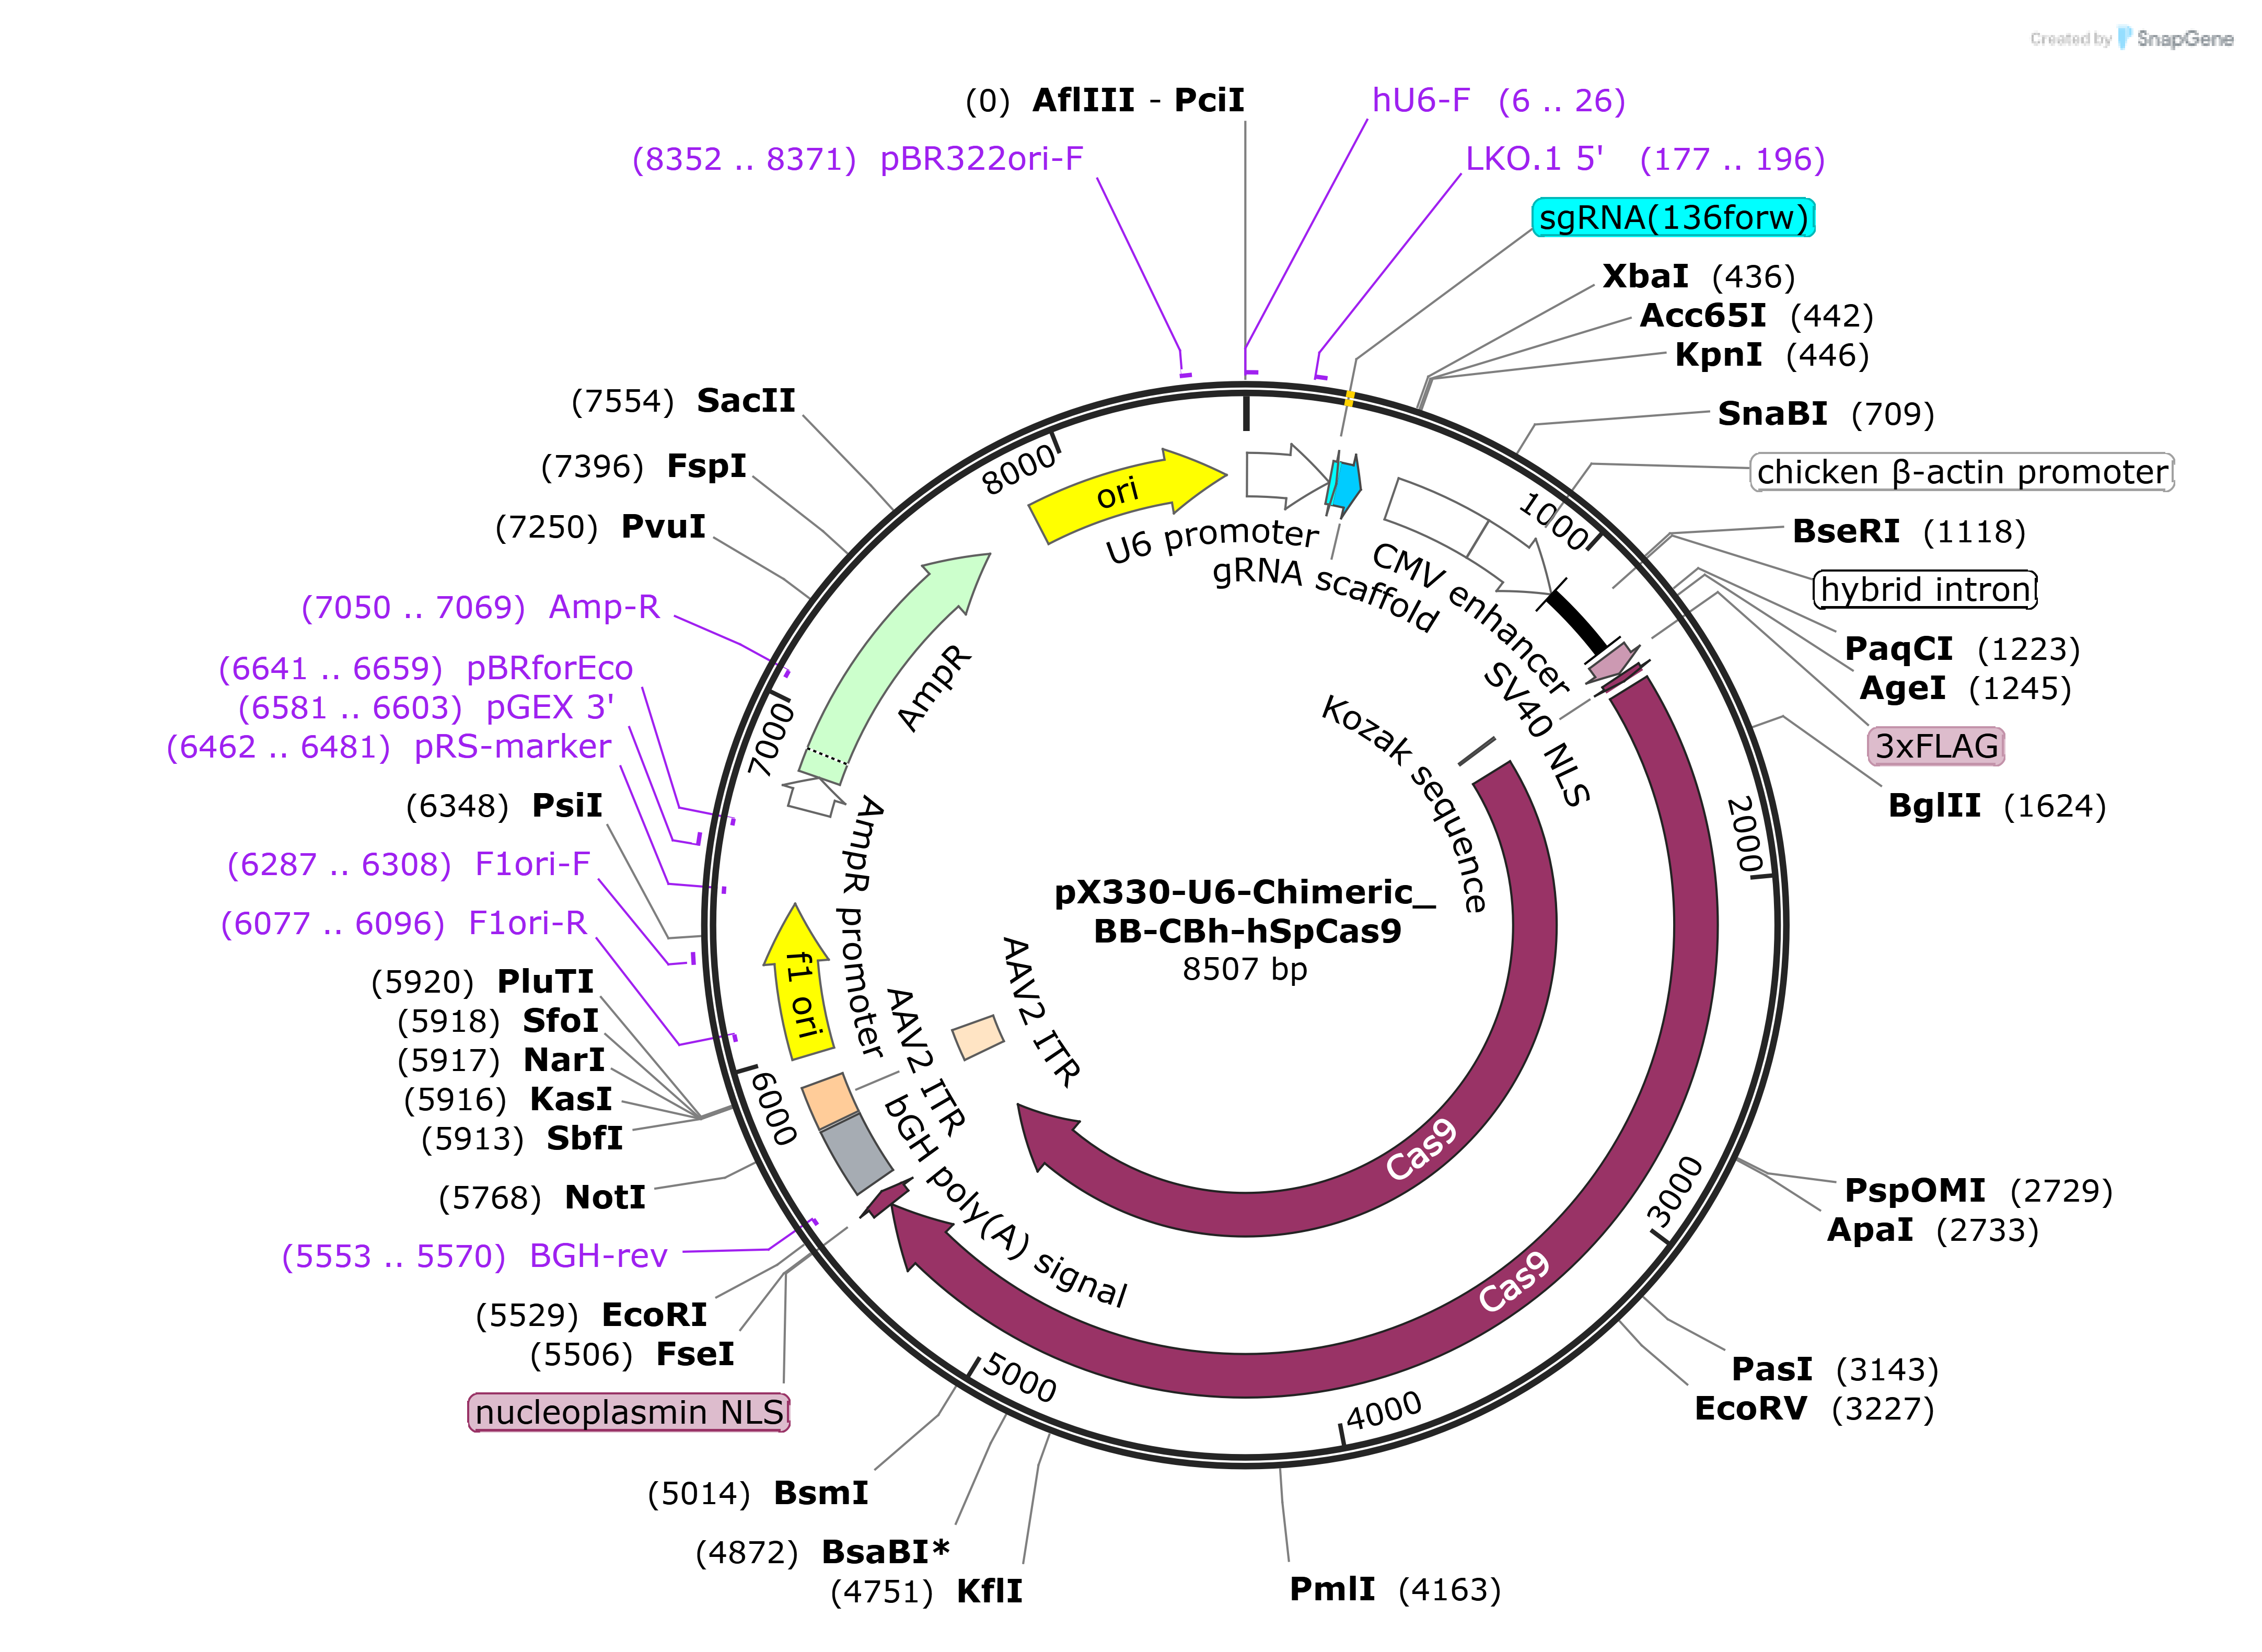 Created by SnapGene
(0) AflIII - PciI
hU6-F (6 .. 26)
(8352 .. 8371) pBR322ori-F
LKO.1 5' (177 .. 196)
sgRNA(136forw)
XbaI (436)
Acc65I (442)
KpnI (446)
SnaBI (709)
chicken β-actin promoter
BseRI (1118)
hybrid intron
PaqCI (1223)
AgeI (1245)
3xFLAG
BglII (1624)
PspOMI (2729)
ApaI (2733)
PasI (3143)
EcoRV (3227)
PmlI (4163)
(4751) KflI
(4872) BsaBI*
(5014) BsmI
nucleoplasmin NLS
(5506) FseI
(5529) EcoRI
(5553 .. 5570) BGH-rev
(5768) NotI
(5913) SbfI
(5916) KasI
(5917) NarI
(5918) SfoI
(5920) PluTI
(6077 .. 6096) F1ori-R
(6287 .. 6308) F1ori-F
(6348) PsiI
(6462 .. 6481) pRS-marker
(6581 .. 6603) pGEX 3'
(6641 .. 6659) pBRforEco
(7050 .. 7069) Amp-R
(7250) PvuI
(7396) FspI
(7554) SacII
1000
2000
3000
4000
5000
6000
7000
8000
ori
U6 promoter
gRNA scaffold
CMV enhancer
SV40 NLS
Kozak sequence
Cas9
Cas9
bGH poly(A) signal
AAV2 ITR
AAV2 ITR
f1 ori
AmpR promoter
AmpR
pX330-U6-Chimeric_
BB-CBh-hSpCas9
8507 bp